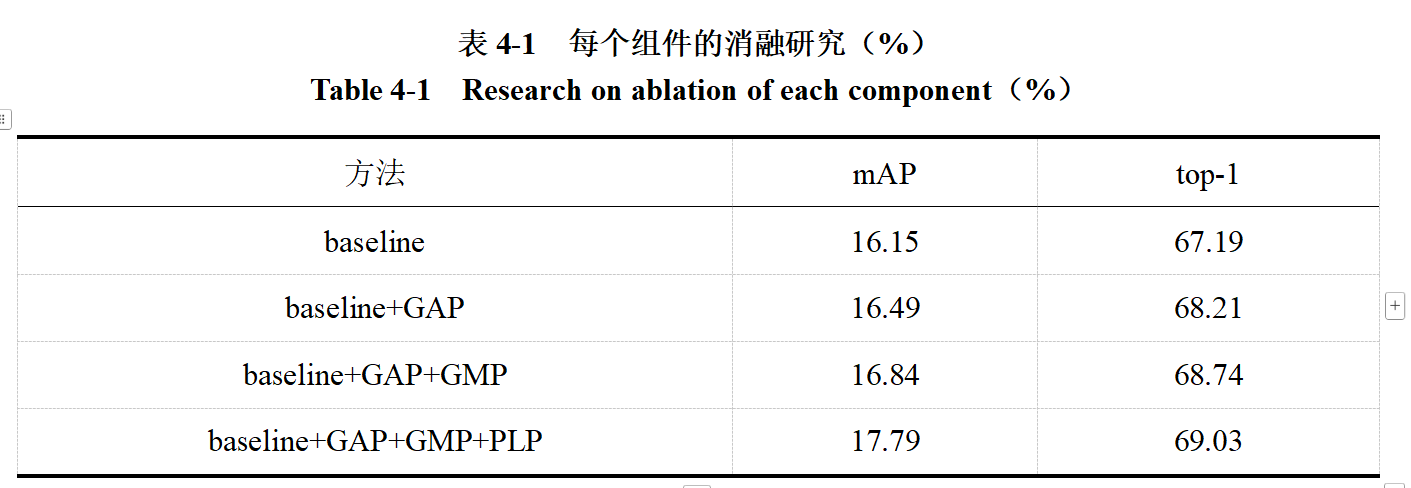 表 4-1 每个组件的消融研究（%）
Table 4-1 Research on ablation of each component（%）
方法 mAP top-1
baseline 16.15 67.19
baseline+GAP 16.49 68.21
baseline+GAP+GMP 16.84 68.74
baseline+GAP+GMP+PLP 17.79 69.03